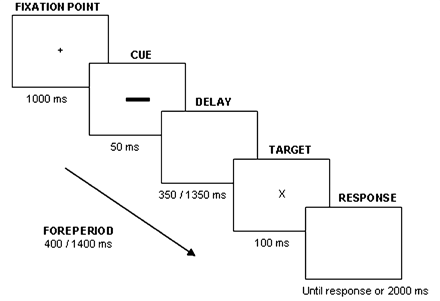 FIXATION POINT
+
CUE
1000 ms
DELAY
50 ms
TARGET
350 / 1350 ms
X
RESPONSE
FOREPERIOD
400 / 1400 ms
100 ms
Until response or 2000 ms